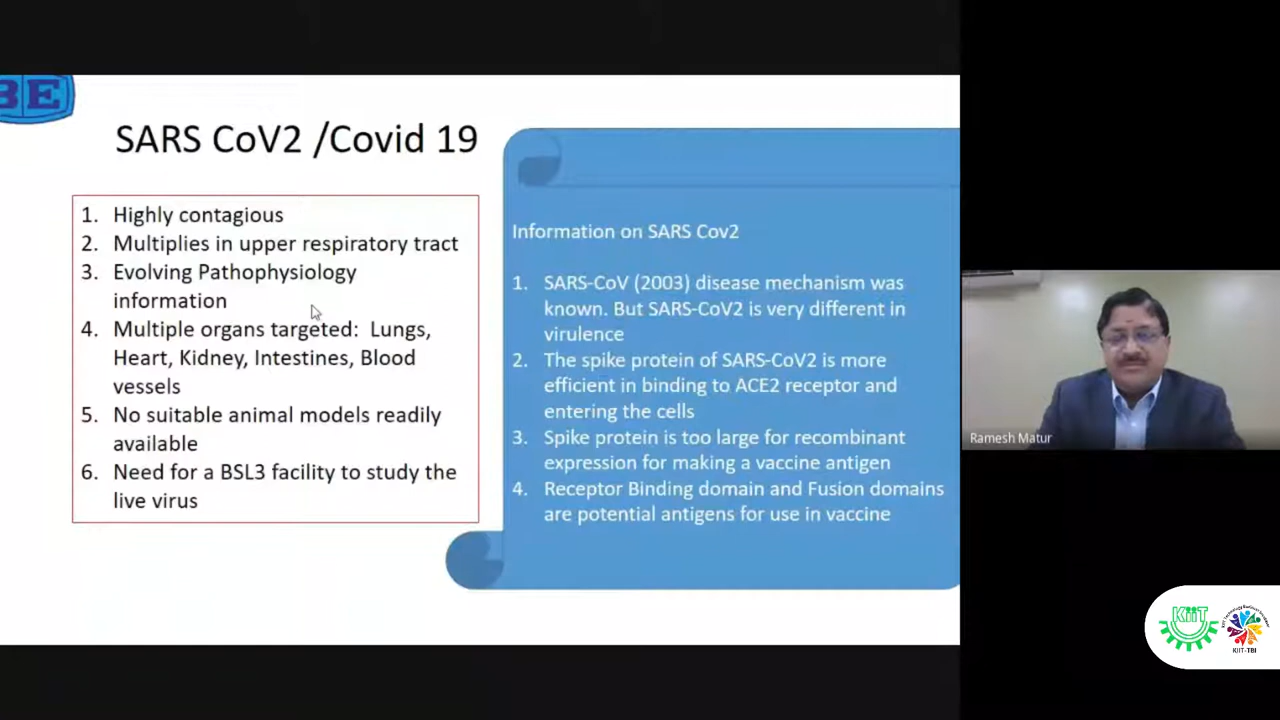 BE
SARS CoV2 /Covid 19
1. Highly contagious
2. Multiplies in upper respiratory tract
3. Evolving Pathophysiology
information
4. Multiple organs targeted: Lungs,
Heart, Kidney, Intestines, Blood
vessels
5. No suitable animal models readily
available
6. Need for a BSL3 facility to study the
live virus
Information on SARS Cov2
1. SARS-CoV (2003) disease mechanism was
known. But SARS-CoV2 is very different in
virulence
2. The spike protein of SARS-CoV2 is more
efficient in binding to ACE2 receptor and
entering the cells
3. Spike protein is too large for recombinant
expression for making a vaccine antigen
4. Receptor Binding domain and Fusion domains
are potential antigens for use in vaccine
Ramesh Matur
KiiT
KIIT-TBI